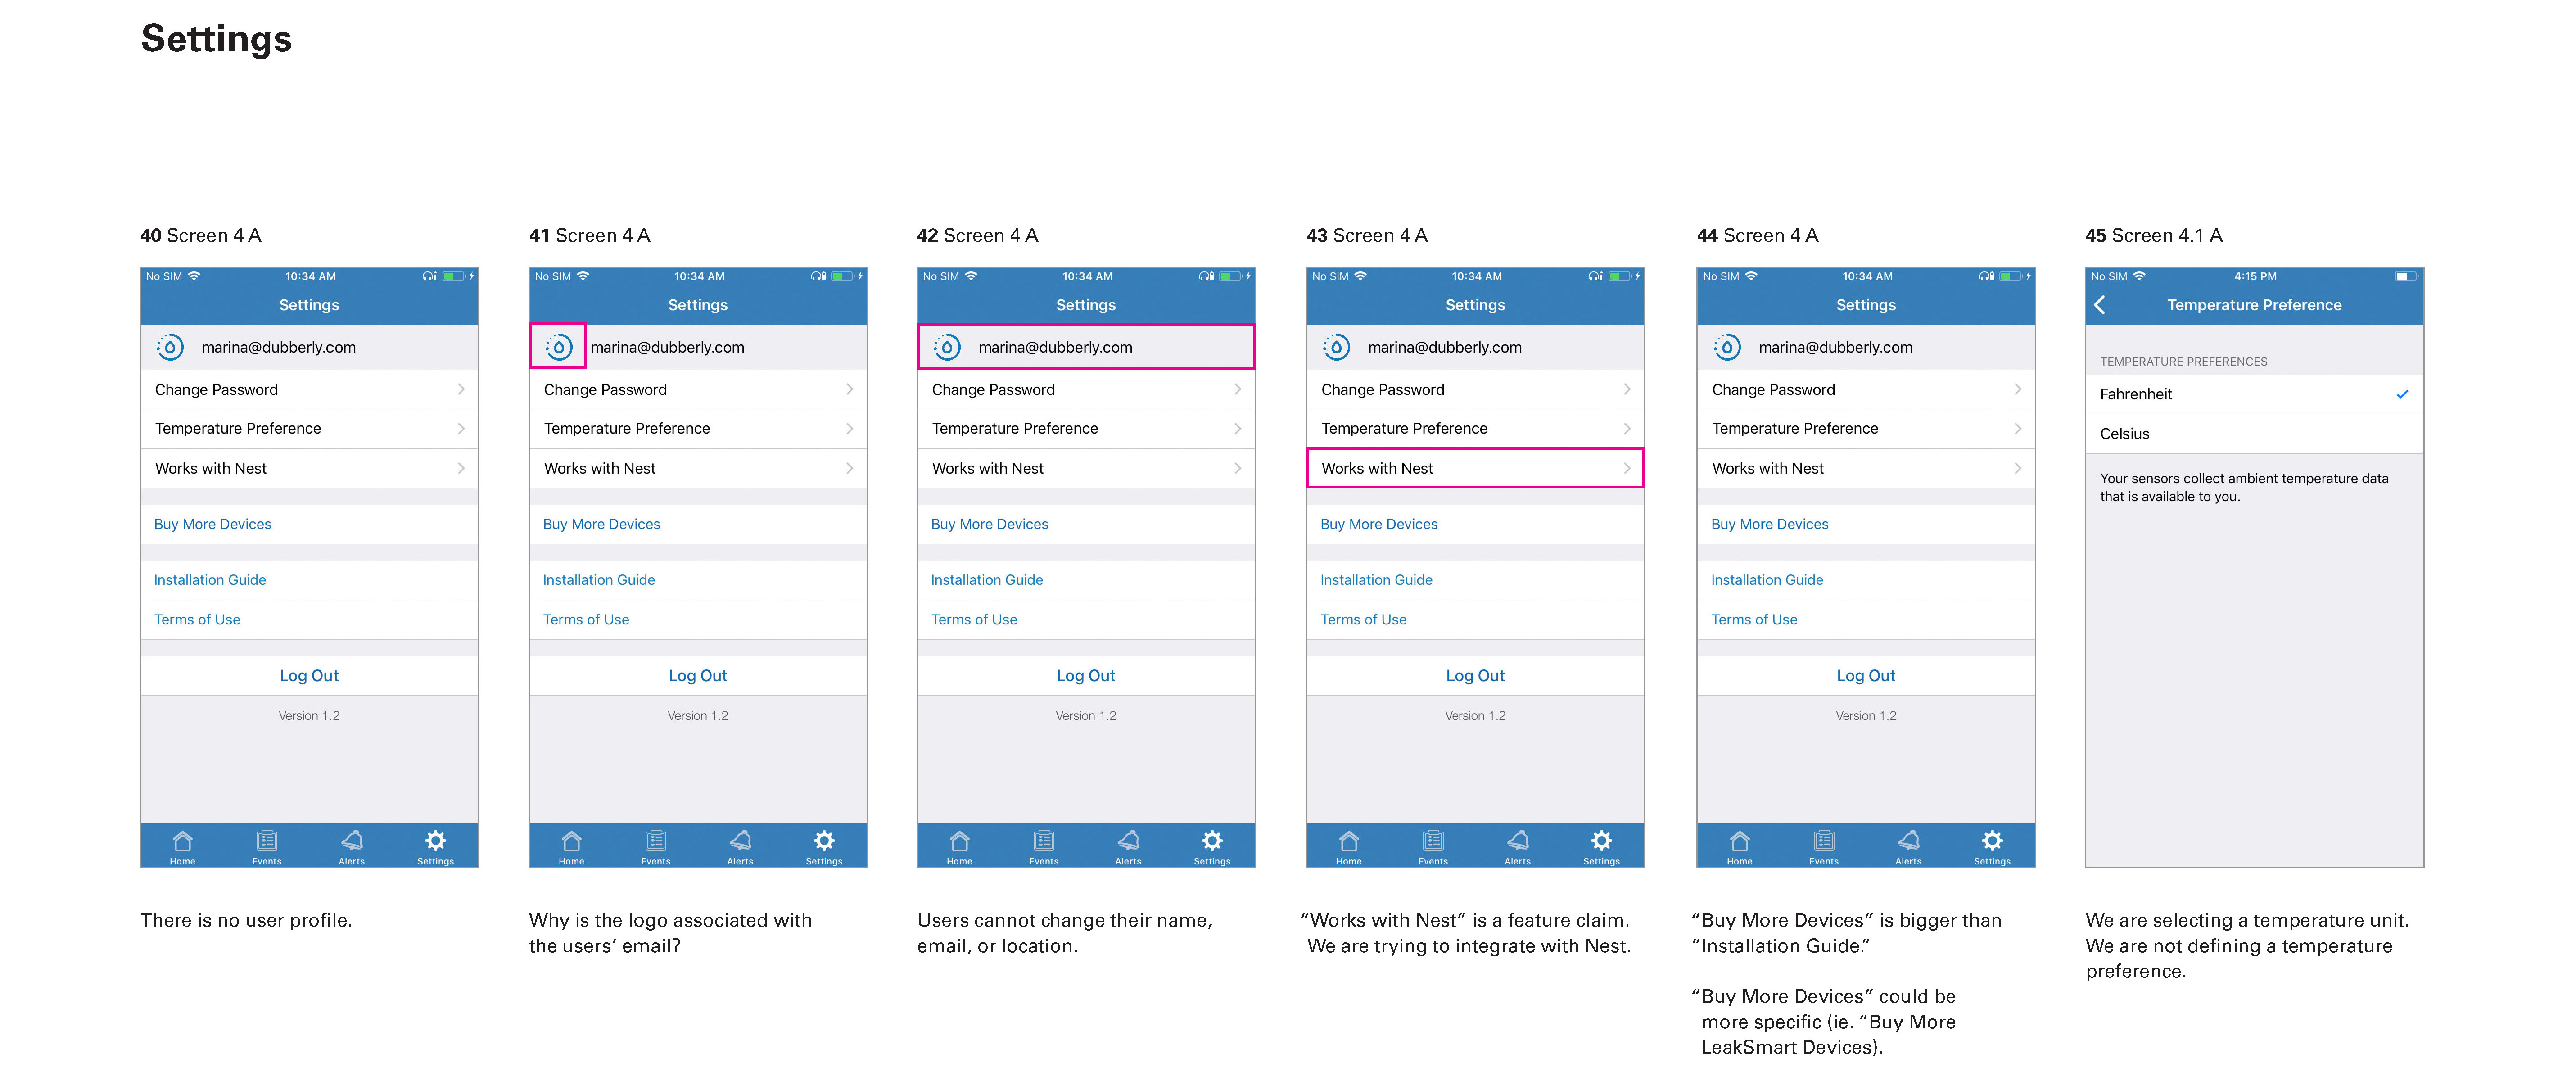 Settings
40 Screen 4 A
No SIM 10:34 AM
Settings
marina@dubberly.com
Change Password
Temperature Preference
Works with Nest
Buy More Devices
Installation Guide
Terms of Use
Log Out
Version 1.2
Home Events Alerts Settings
There is no user profile.
41 Screen 4 A
No SIM 10:34 AM
Settings
marina@dubberly.com
Change Password
Temperature Preference
Works with Nest
Buy More Devices
Installation Guide
Terms of Use
Log Out
Version 1.2
Home Events Alerts Settings
Why is the logo associated with
the users’ email?
42 Screen 4 A
No SIM 10:34 AM
Settings
marina@dubberly.com
Change Password
Temperature Preference
Works with Nest
Buy More Devices
Installation Guide
Terms of Use
Log Out
Version 1.2
Home Events Alerts Settings
Users cannot change their name,
email, or location.
43 Screen 4 A
No SIM 10:34 AM
Settings
marina@dubberly.com
Change Password
Temperature Preference
Works with Nest
Buy More Devices
Installation Guide
Terms of Use
Log Out
Version 1.2
Home Events Alerts Settings
“Works with Nest” is a feature claim.
We are trying to integrate with Nest.
44 Screen 4 A
No SIM 10:34 AM
Settings
marina@dubberly.com
Change Password
Temperature Preference
Works with Nest
Buy More Devices
Installation Guide
Terms of Use
Log Out
Version 1.2
Home Events Alerts Settings
“Buy More Devices” is bigger than
“Installation Guide.”
“Buy More Devices” could be
more specific (ie. “Buy More
LeakSmart Devices).
45 Screen 4.1 A
No SIM 4:15 PM
Temperature Preference
TEMPERATURE PREFERENCES
Fahrenheit
Celsius
Your sensors collect ambient temperature data
that is available to you.
We are selecting a temperature unit.
We are not defining a temperature
preference.